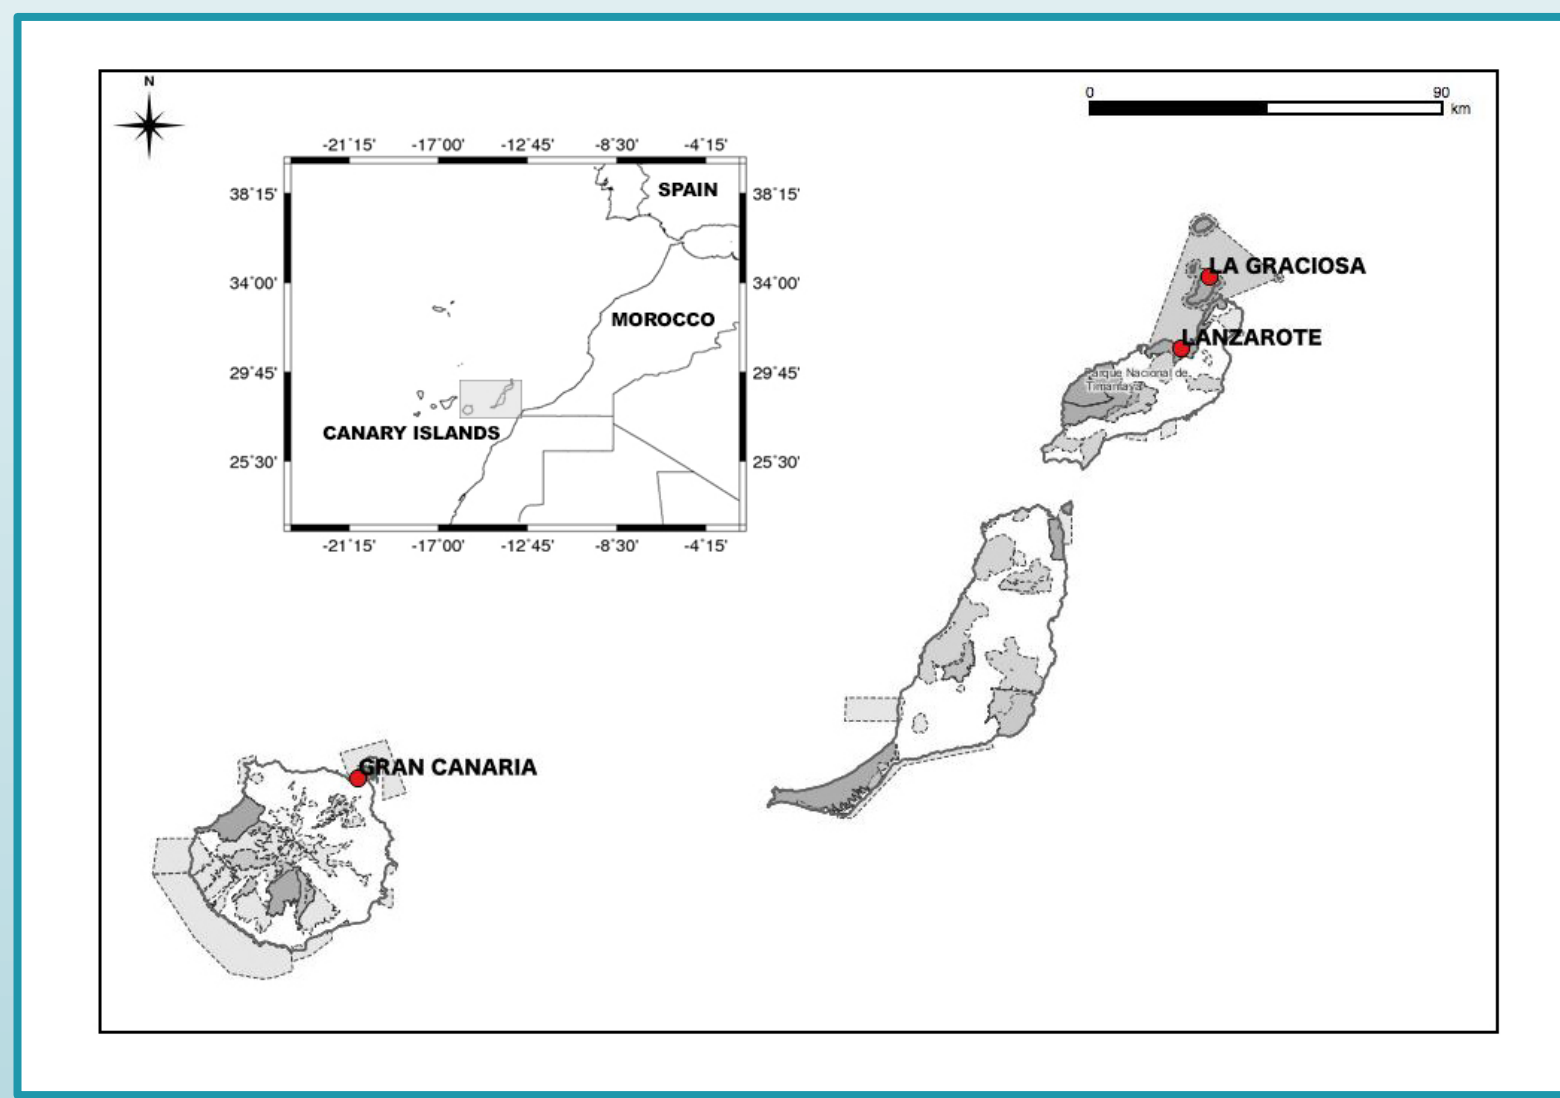 N
0 90
km
-21°15' -17°00' -12°45' -8°30' -4°15'
38°15' SPAIN 38°15'
34°00' 34°00'
MOROCCO
29°45' 29°45'
CANARY ISLANDS
25°30' 25°30'
-21°15' -17°00' -12°45' -8°30' -4°15'
LA GRACIOSA
LANZAROTE
Parque Nacional de
Timanfaya
GRAN CANARIA